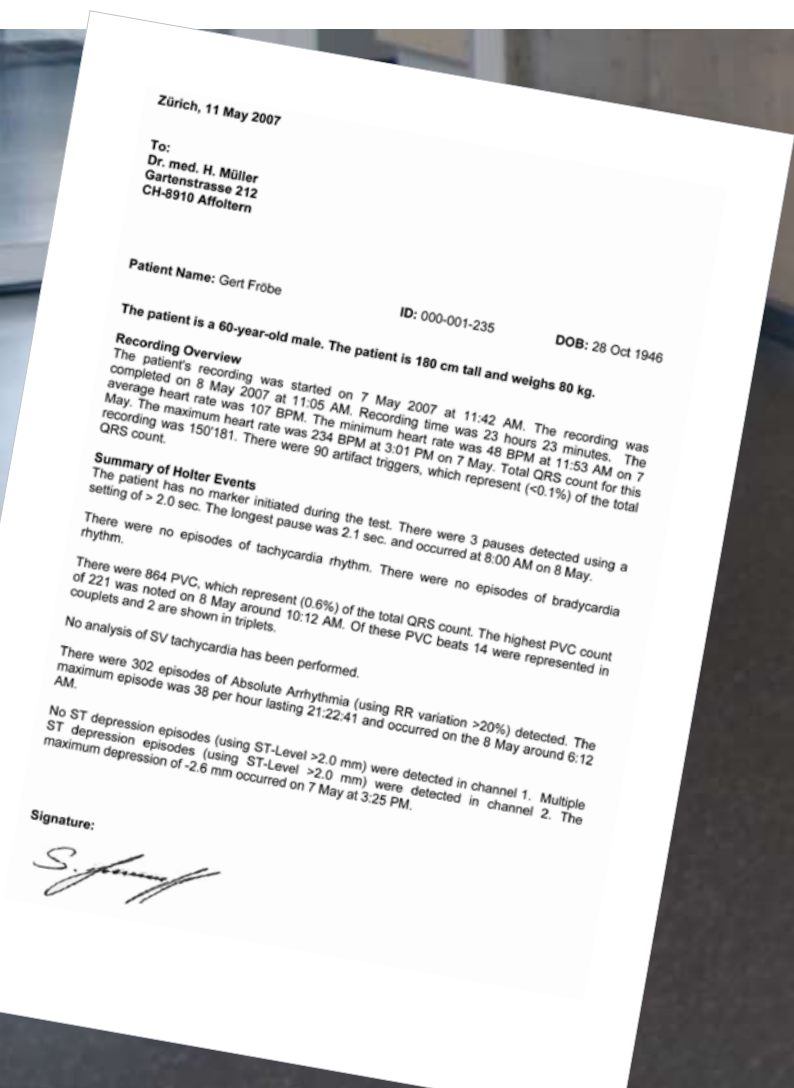 Zürich, 11 May 2007
To:
Dr. med. H. Müller
Gartenstrasse 212
CH-8910 Affoltern
Patient Name: Gert Fröbe ID: 000-001-235 DOB: 28 Oct 1946
The patient is a 60-year-old male. The patient is 180 cm tall and weighs 80 kg.
Recording Overview
The patient's recording was started on 7 May 2007 at 11:42 AM. The recording was
completed on 8 May 2007 at 11:05 AM. Recording time was 23 hours 23 minutes. The
average heart rate was 107 BPM. The minimum heart rate was 48 BPM at 11:53 AM on 7
May. The maximum heart rate was 234 BPM at 3:01 PM on 7 May. Total QRS count for this
recording was 150'181. There were 90 artifact triggers, which represent (<0.1%) of the total
QRS count.
Summary of Holter Events
The patient has no marker initiated during the test. There were 3 pauses detected using a
setting of > 2.0 sec. The longest pause was 2.1 sec. and occurred at 8:00 AM on 8 May.
There were no episodes of tachycardia rhythm. There were no episodes of bradycardia
rhythm.
There were 864 PVC, which represent (0.6%) of the total QRS count. The highest PVC count
of 221 was noted on 8 May around 10:12 AM. Of these PVC beats 14 were represented in
couplets and 2 are shown in triplets.
No analysis of SV tachycardia has been performed.
There were 302 episodes of Absolute Arrhythmia (using RR variation >20%) detected. The
maximum episode was 38 per hour lasting 21:22:41 and occurred on the 8 May around 6:12
AM.
No ST depression episodes (using ST-Level >2.0 mm) were detected in channel 1. Multiple
ST depression episodes (using ST-Level >2.0 mm) were detected in channel 2. The
maximum depression of -2.6 mm occurred on 7 May at 3:25 PM.
Signature: